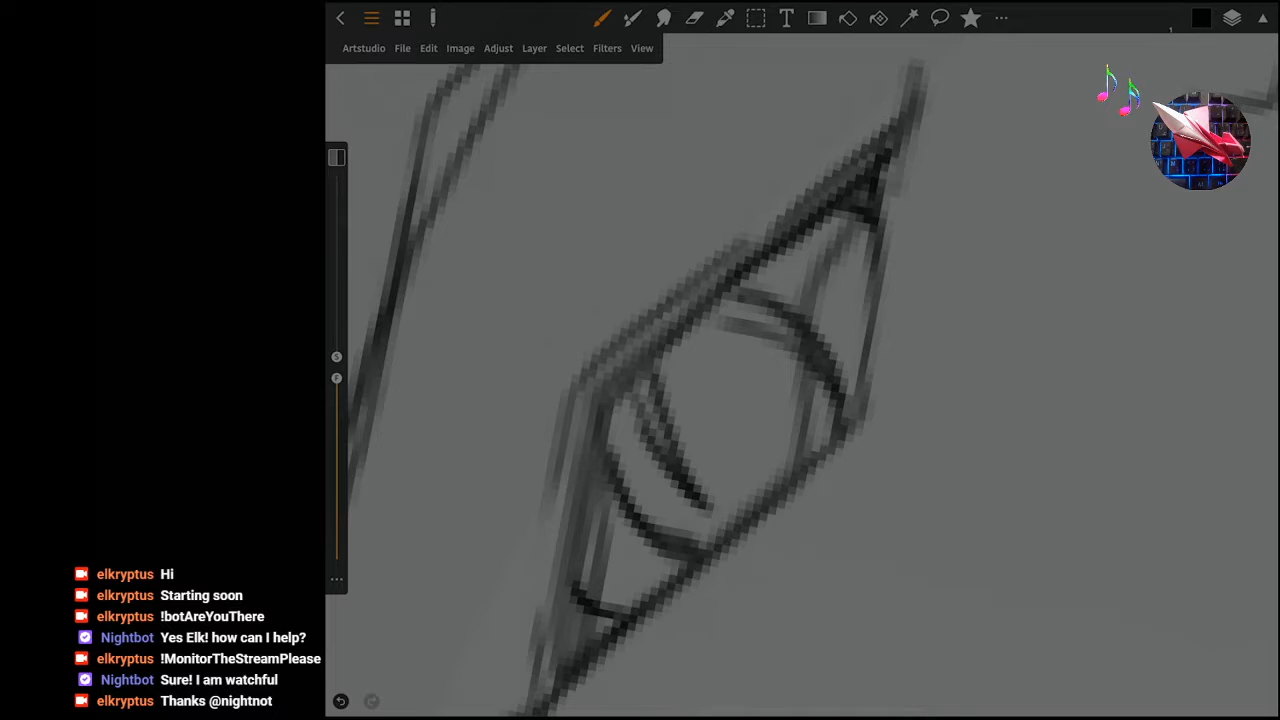 Artstudio File Edit Image Adjust Layer Select Filters View
1
S
F
elkryptus Hi
elkryptus Starting soon
elkryptus !botAreYouThere
Nightbot Yes Elk! how can I help?
elkryptus !MonitorTheStreamPlease
Nightbot Sure! I am watchful
elkryptus Thanks @nightnot